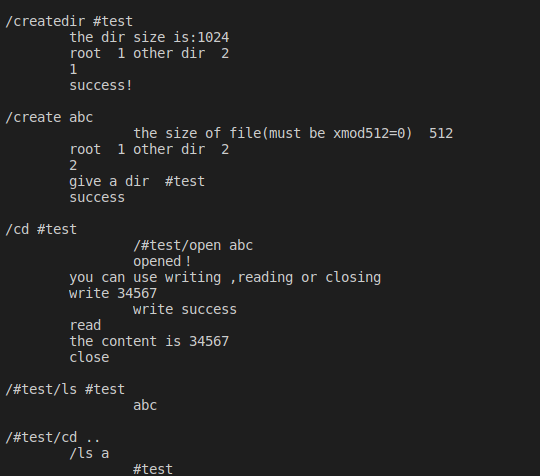 /createdir #test
the dir size is:1024
root  1 other dir  2
1
success!
/create abc
the size of file(must be xmod512=0)  512
root  1 other dir  2
2
give a dir  #test
success
/cd #test
/#test/open abc
opened！
you can use writing ,reading or closing
write 34567
write success
read
the content is 34567
close
/#test/ls #test
abc
/#test/cd ..
/ls a
#test